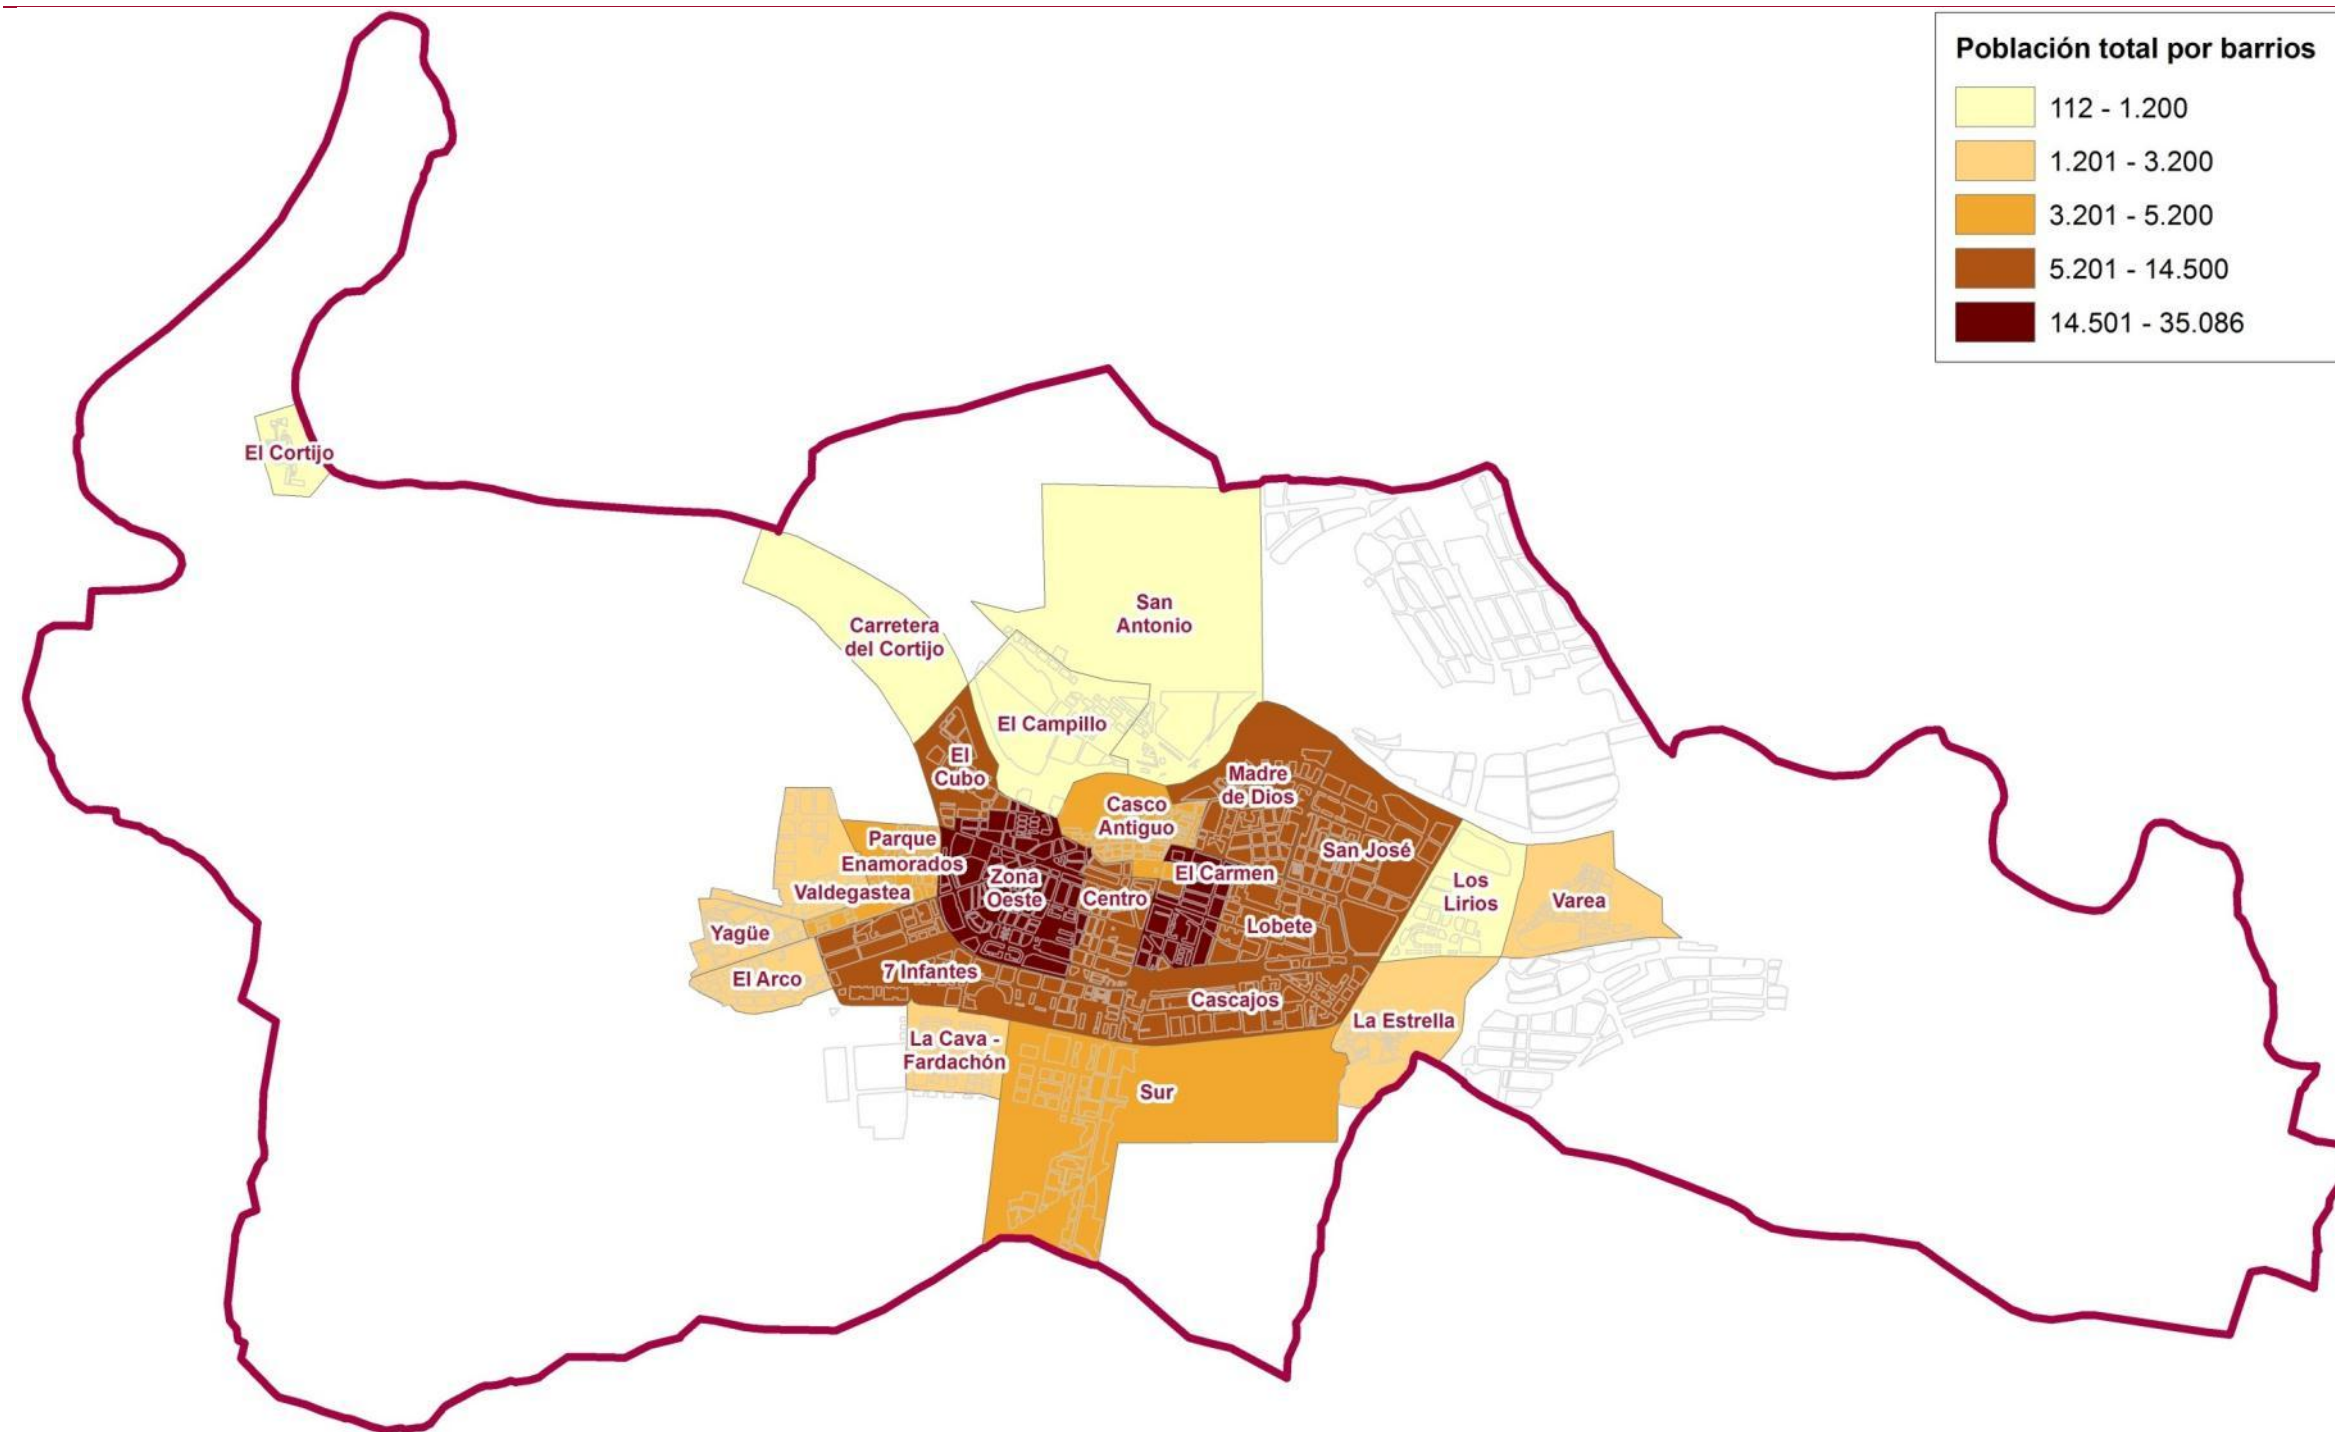 Población total por barrios
112 - 1.200
1.201 - 3.200
3.201 - 5.200
5.201 - 14.500
14.501 - 35.086
El Cortijo
San
Antonio
Carretera
del Cortijo
El Campillo
El
Cubo
Madre
de Dios
Casco
Antiguo
Parque
Enamorados
San José
Zona
Oeste
El Carmen
Valdegastea
Centro
Los
Lirios
Varea
Yagüe
Lobete
El Arco
7 Infantes
Cascajos
La Estrella
La Cava -
Fardachón
Sur